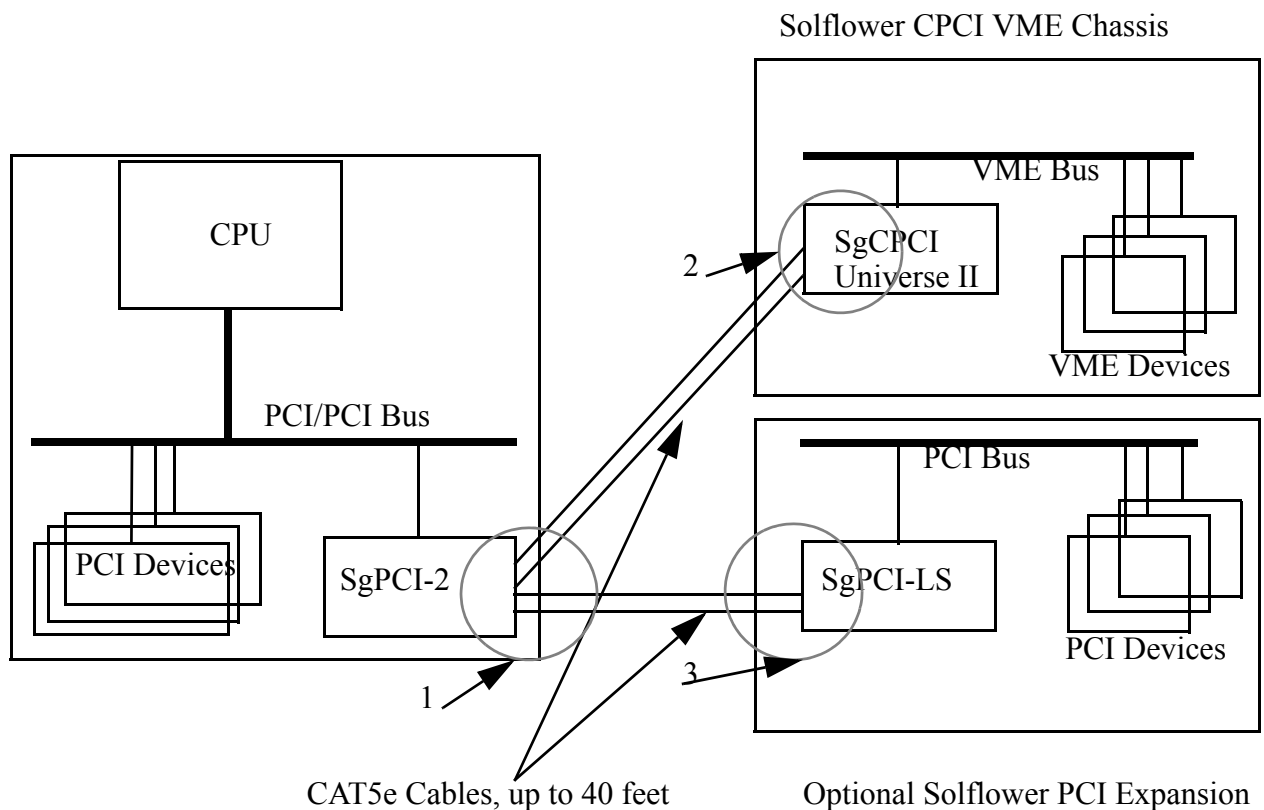 Solflower CPCI VME Chassis
VME Bus
CPU
SgCPCI
Universe II
2
VME Devices
PCI/PCI Bus
PCI Bus
PCI Devices
SgPCI-2
SgPCI-LS
PCI Devices
1
3
CAT5e Cables, up to 40 feet
Optional Solflower PCI Expansion